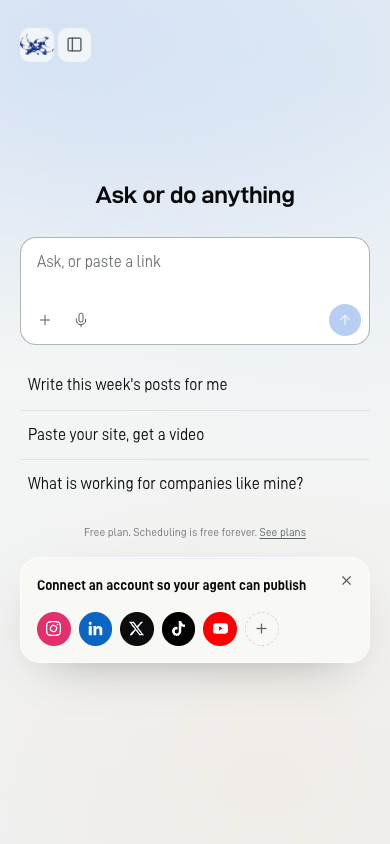 Ask or do anything
Ask, or paste a link
Write this week's posts for me
Paste your site, get a video
What is working for companies like mine?
Free plan. Scheduling is free forever. See plans
Connect an account so your agent can publish